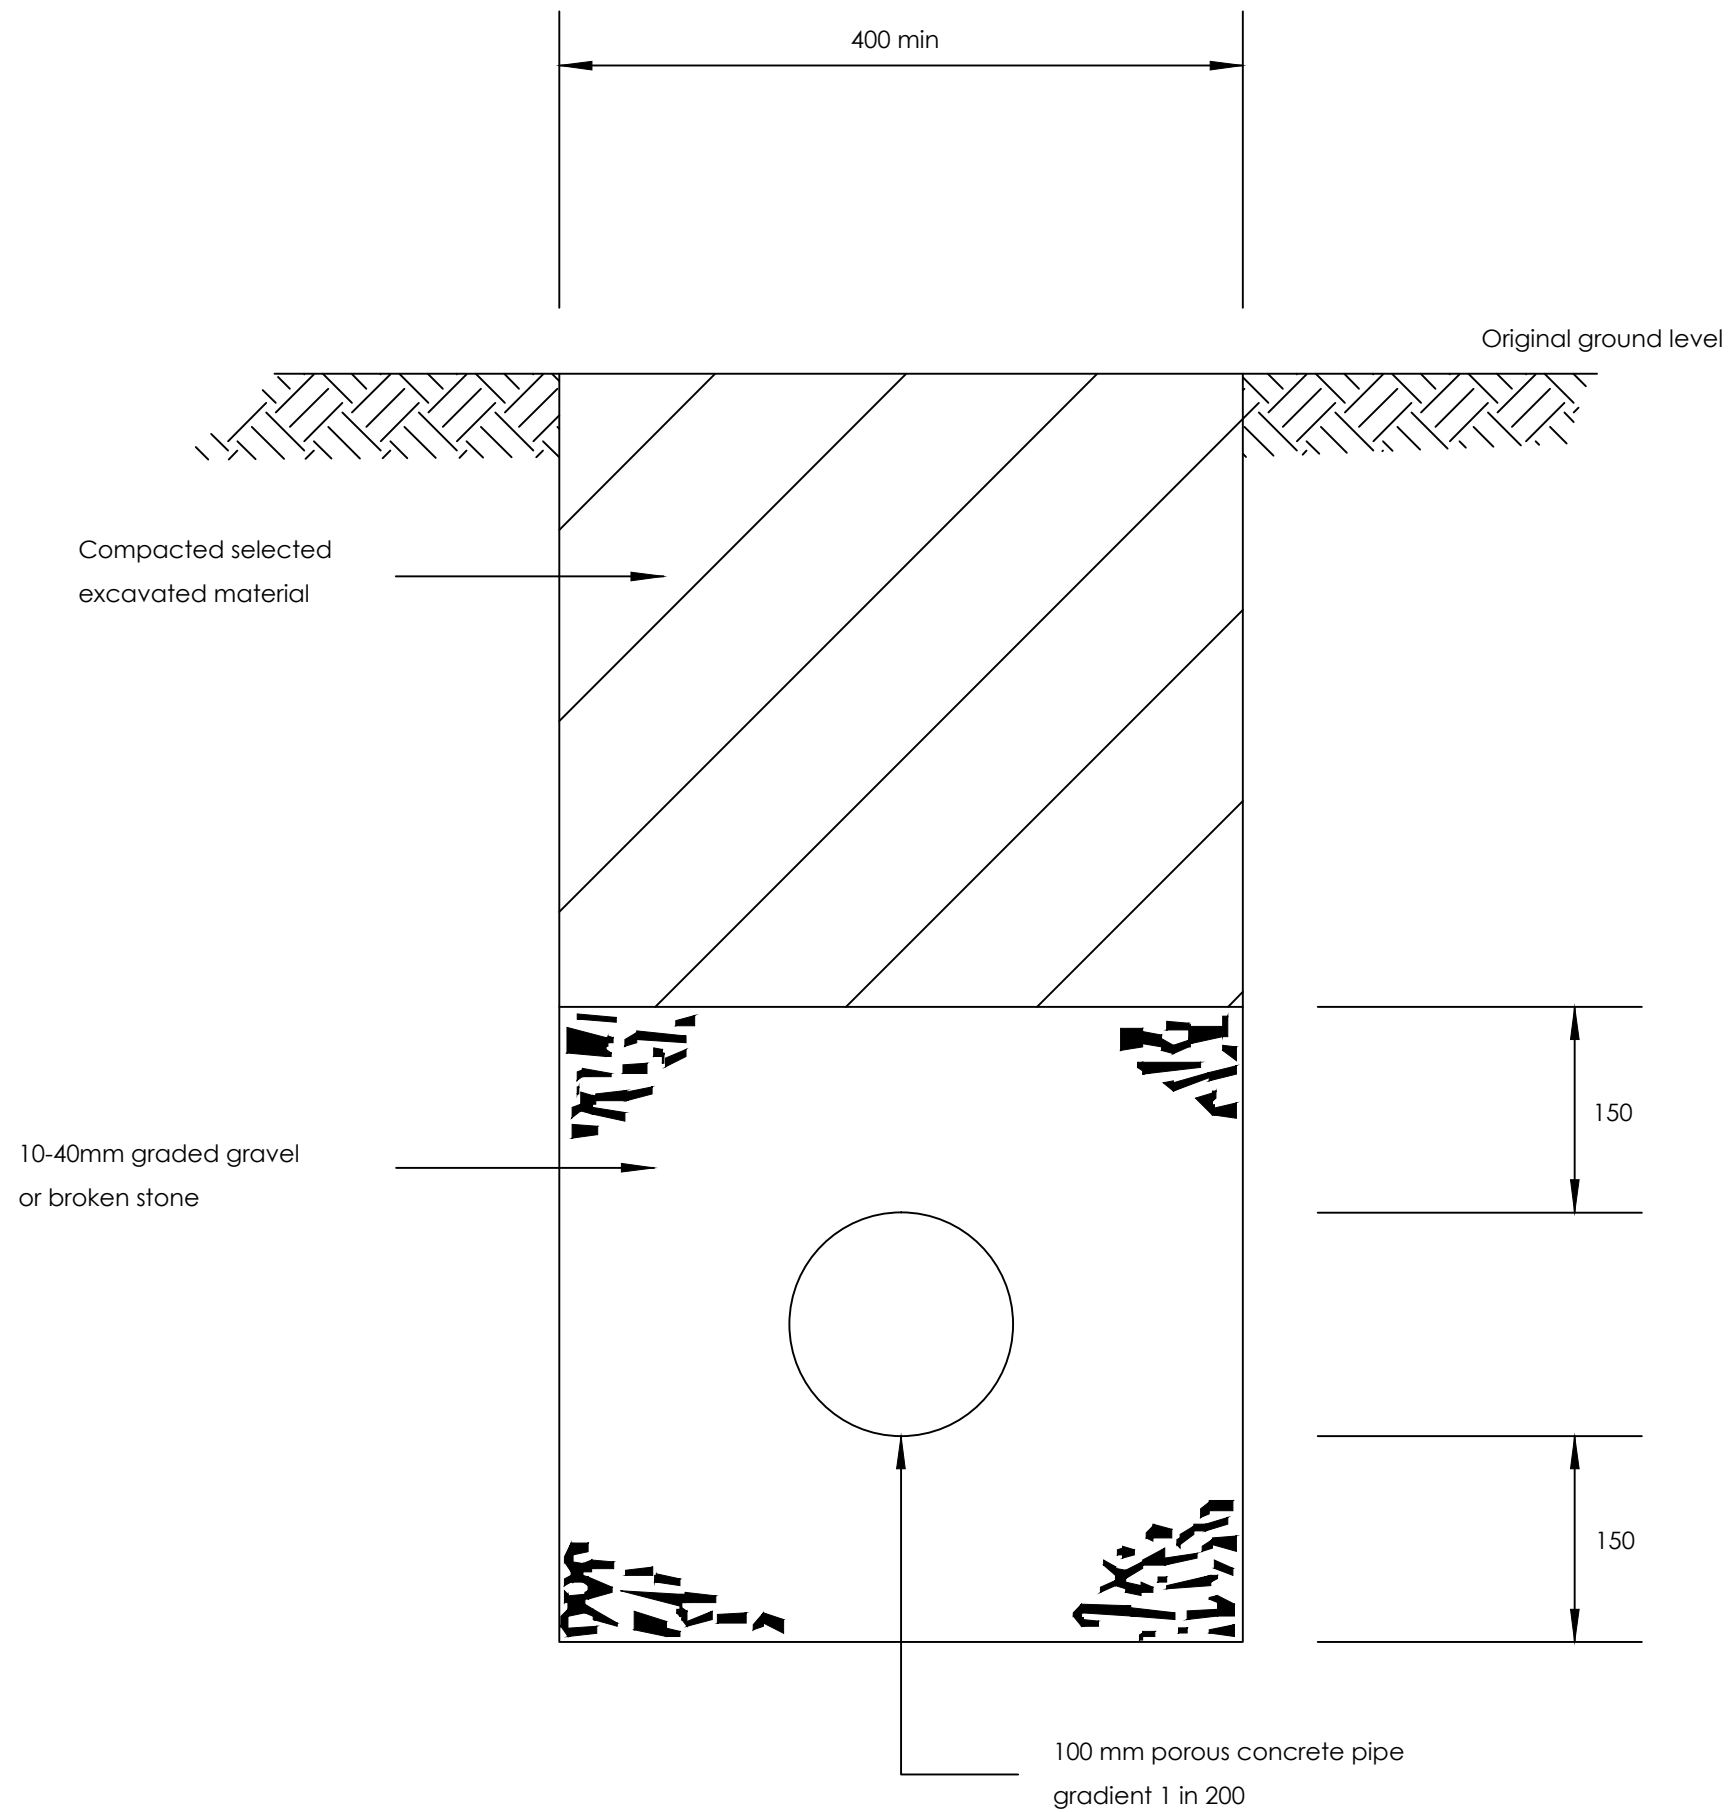 400 min
Original ground level
Compacted selected
excavated material
150
10-40mm graded gravel
or broken stone
150
100 mm porous concrete pipe
gradient 1 in 200